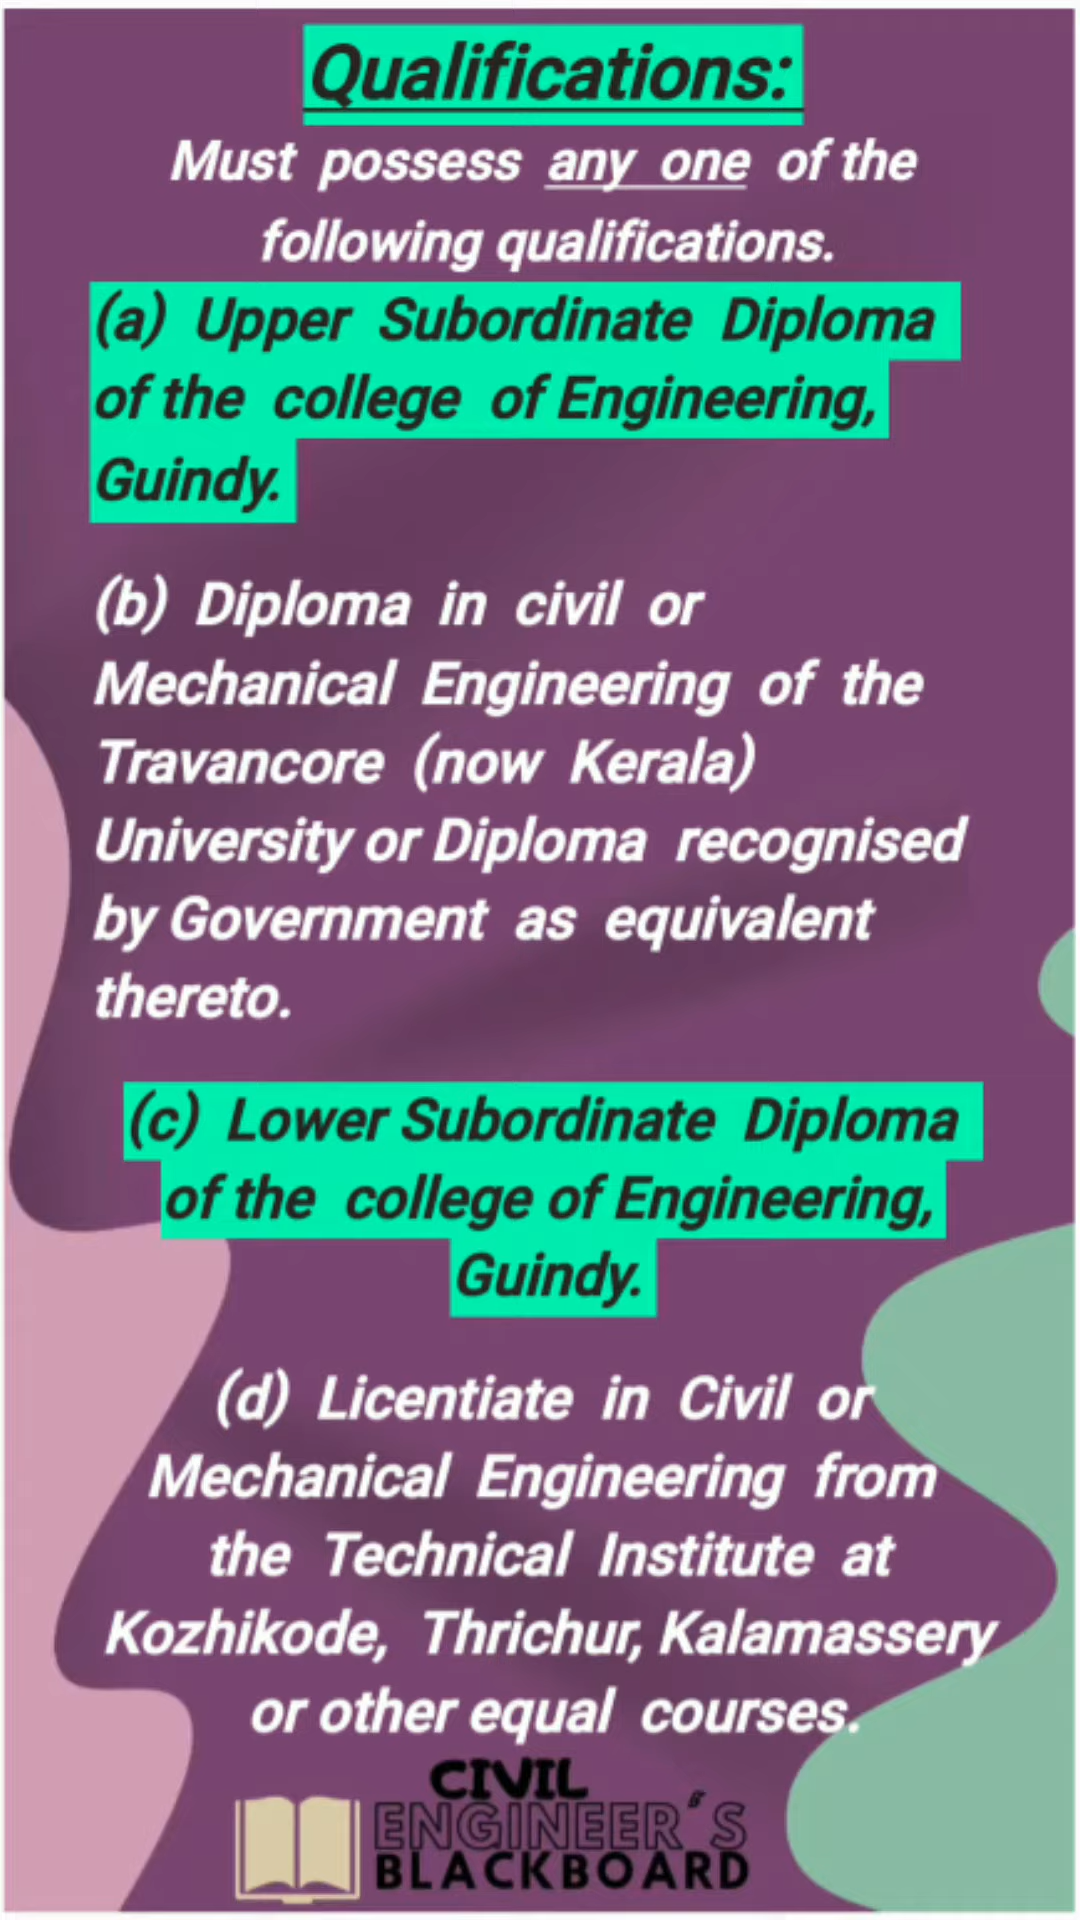 Qualifications:
Must possess any one of the
following qualifications.
(a) Upper Subordinate Diploma
of the college of Engineering,
Guindy.
(b) Diploma in civil or
Mechanical Engineering of the
Travancore (now Kerala)
University or Diploma recognised
by Government as equivalent
thereto.
(c) Lower Subordinate Diploma
of the college of Engineering,
Guindy.
(d) Licentiate in Civil or
Mechanical Engineering from
the Technical Institute at
Kozhikode, Thrichur, Kalamassery
or other equal courses.
CIVIL
ENGINEER'S
BLACKBOARD